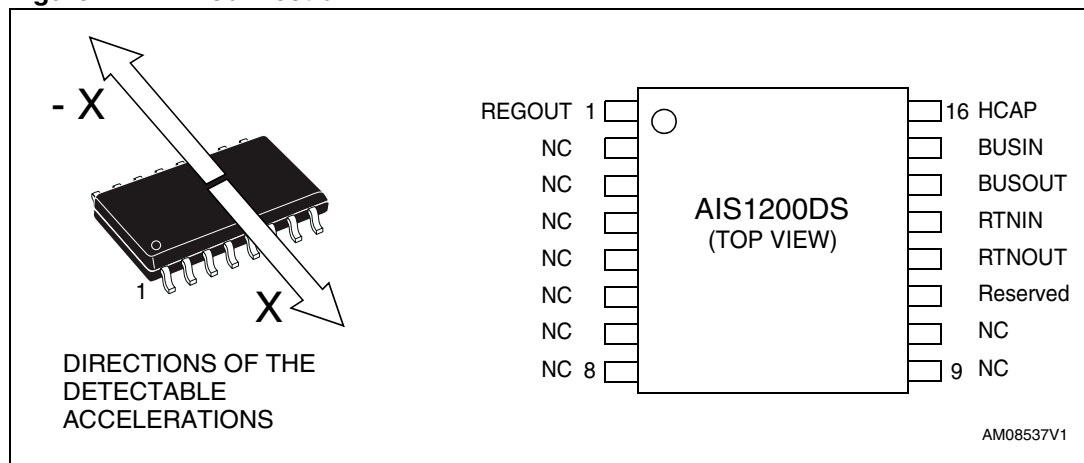 - X
1
X
DIRECTIONS OF THE
DETECTABLE
ACCELERATIONS
REGOUT 1
NC
NC
NC
NC
NC
NC
NC 8
AIS1200DS
(TOP VIEW)
16 HCAP
BUSIN
BUSOUT
RTNIN
RTNOUT
Reserved
NC
9 NC
AM08537V1